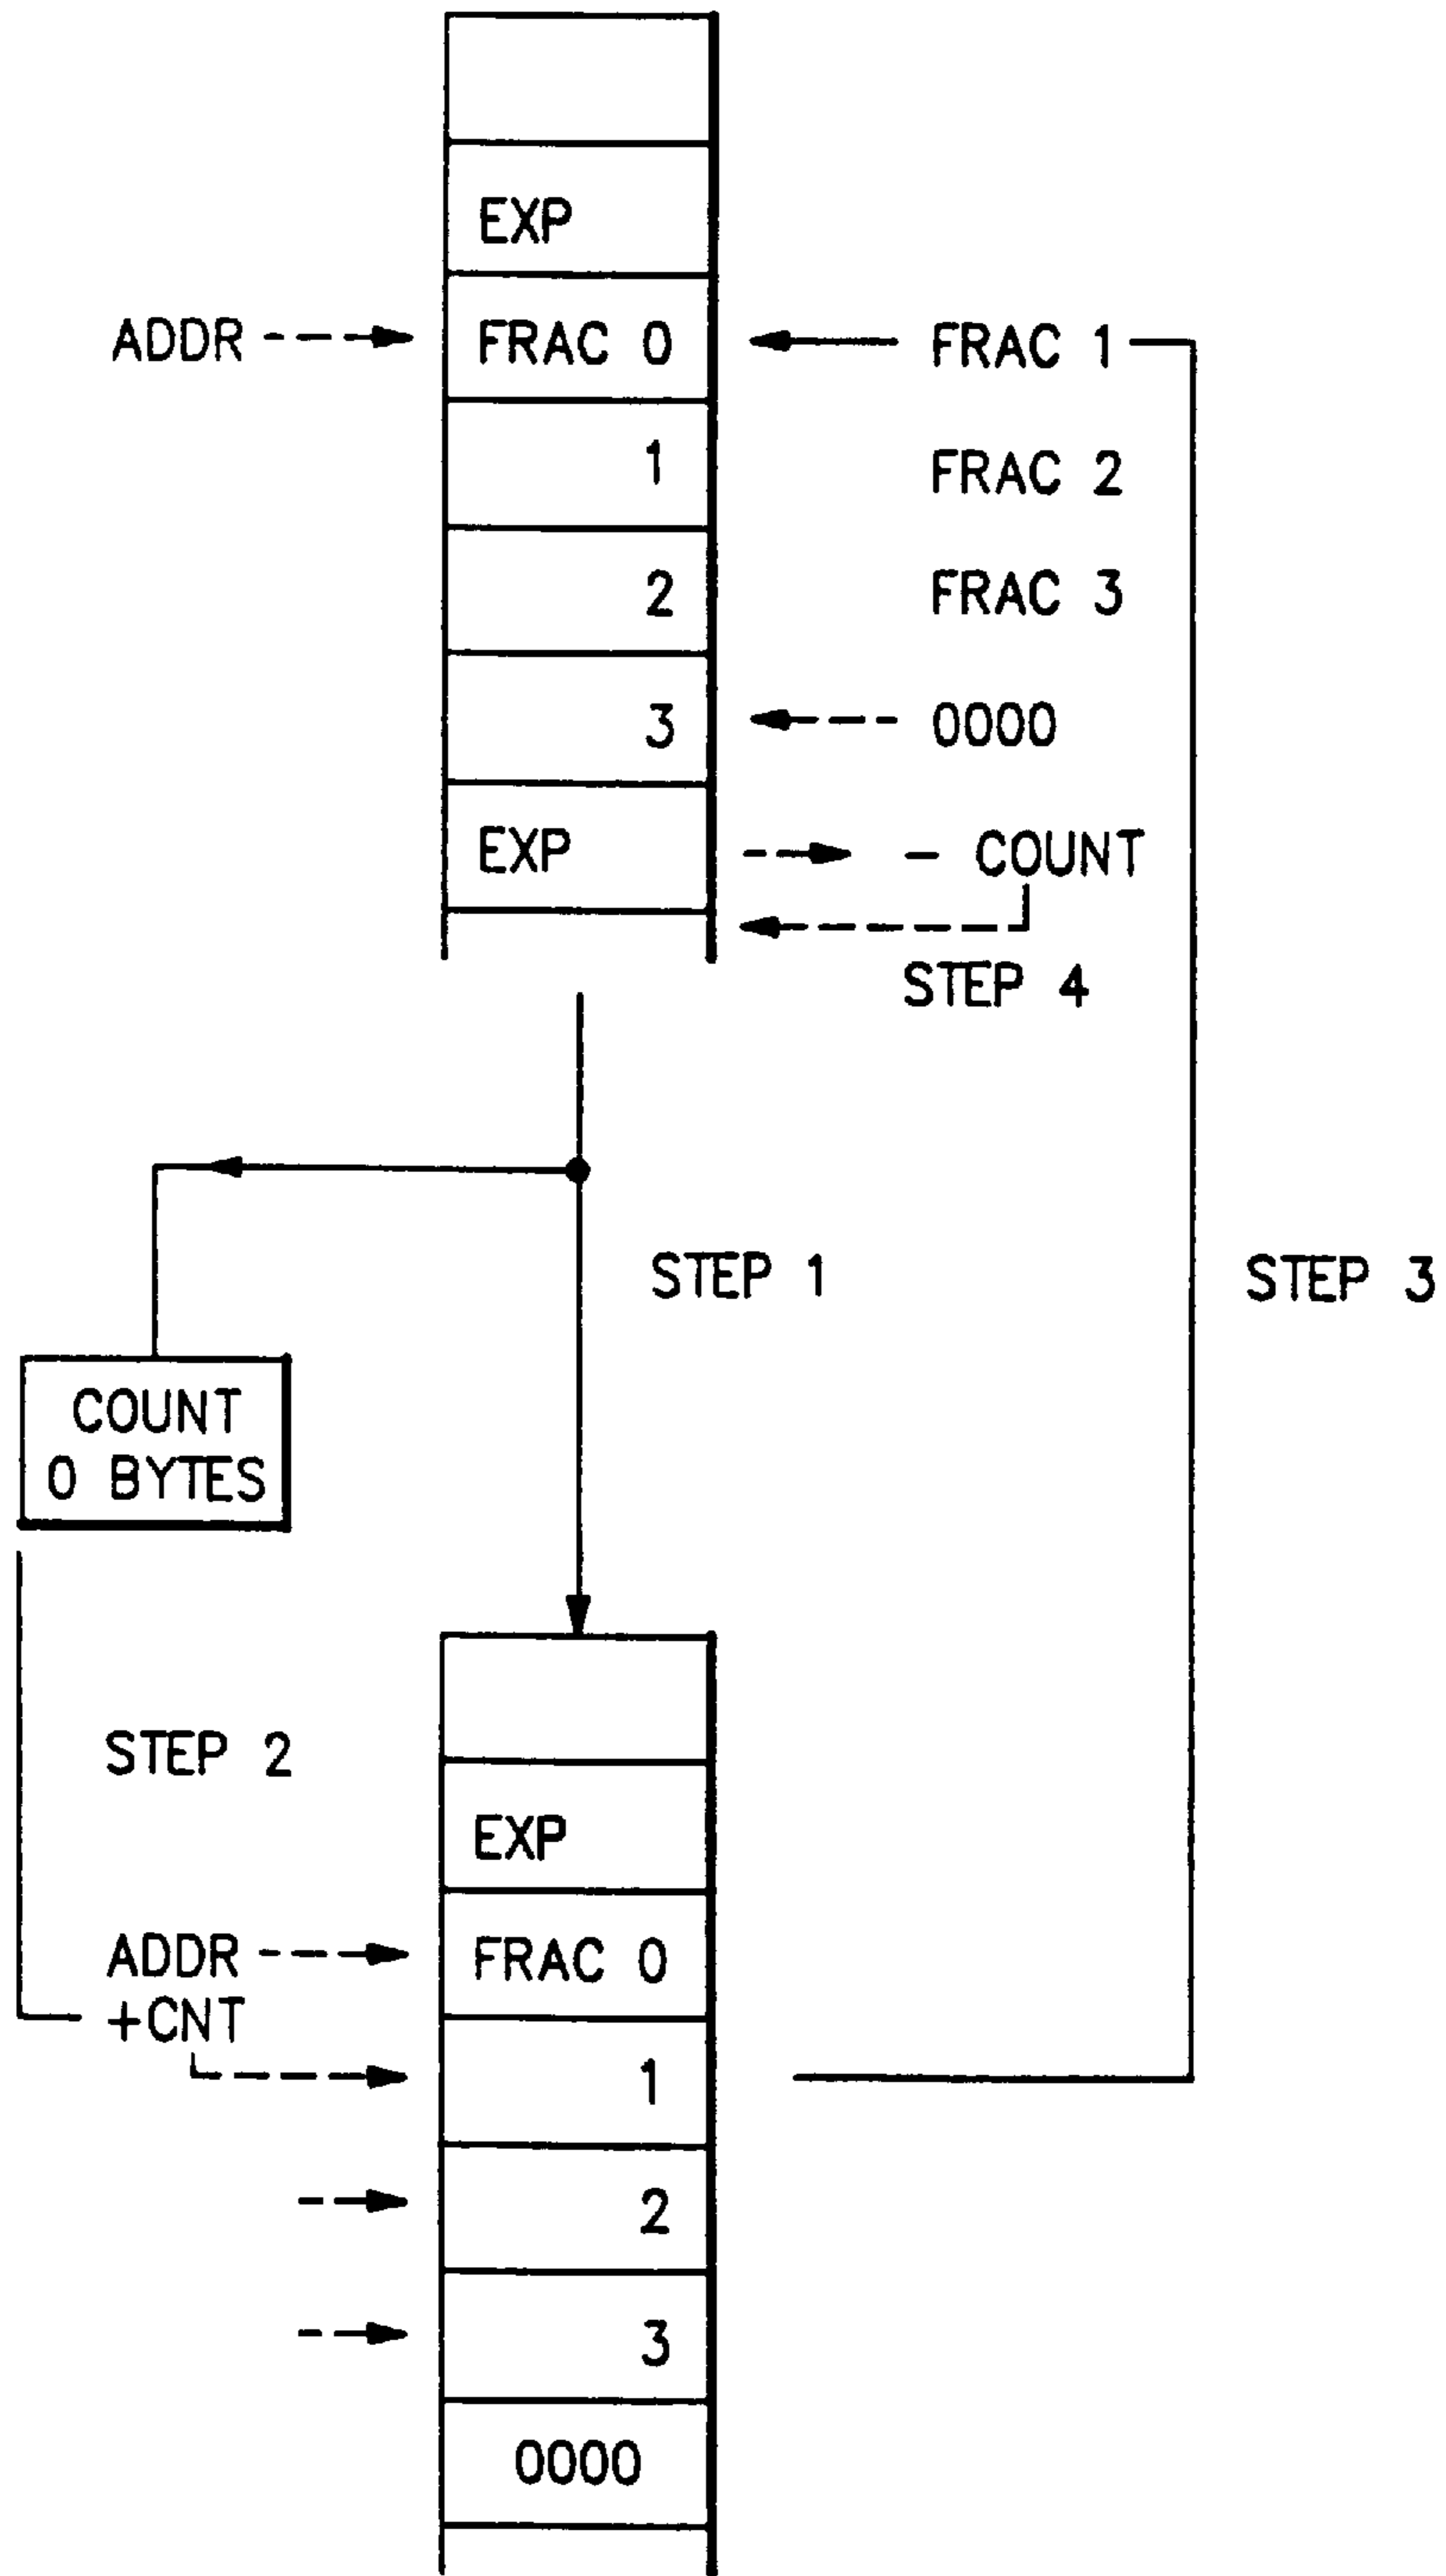 EXP
ADDR
FRAC 0
FRAC 1
1
FRAC 2
2
FRAC 3
3
0000
EXP
- COUNT
STEP 4
STEP 1
STEP 3
COUNT
0 BYTES
STEP 2
EXP
ADDR
FRAC 0
+CNT
1
2
3
0000